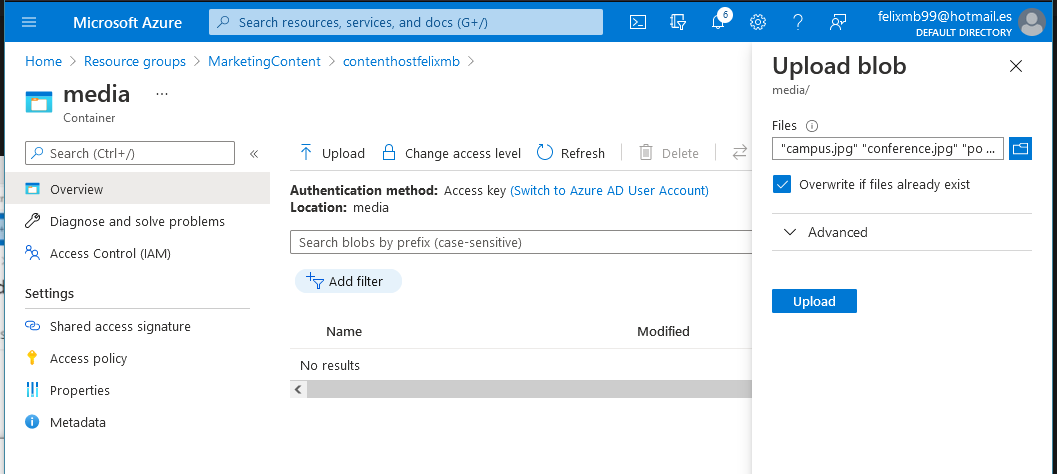 Microsoft Azure
Search resources, services, and docs (G+/)
6
felixmb99@hotmail.es
DEFAULT DIRECTORY
Home > Resource groups > MarketingContent > contenthostfelixmb >
media ...
Container
Search (Ctrl+/)
«
Overview
Diagnose and solve problems
Access Control (IAM)
Settings
Shared access signature
Access policy
Properties
Metadata
Upload
Change access level
Refresh
Delete
Authentication method: Access key (Switch to Azure AD User Account)
Location: media
Search blobs by prefix (case-sensitive)
Add filter
Name Modified
No results
Upload blob
media/
Files
"campus.jpg" "conference.jpg" "po ...
Overwrite if files already exist
Advanced
Upload